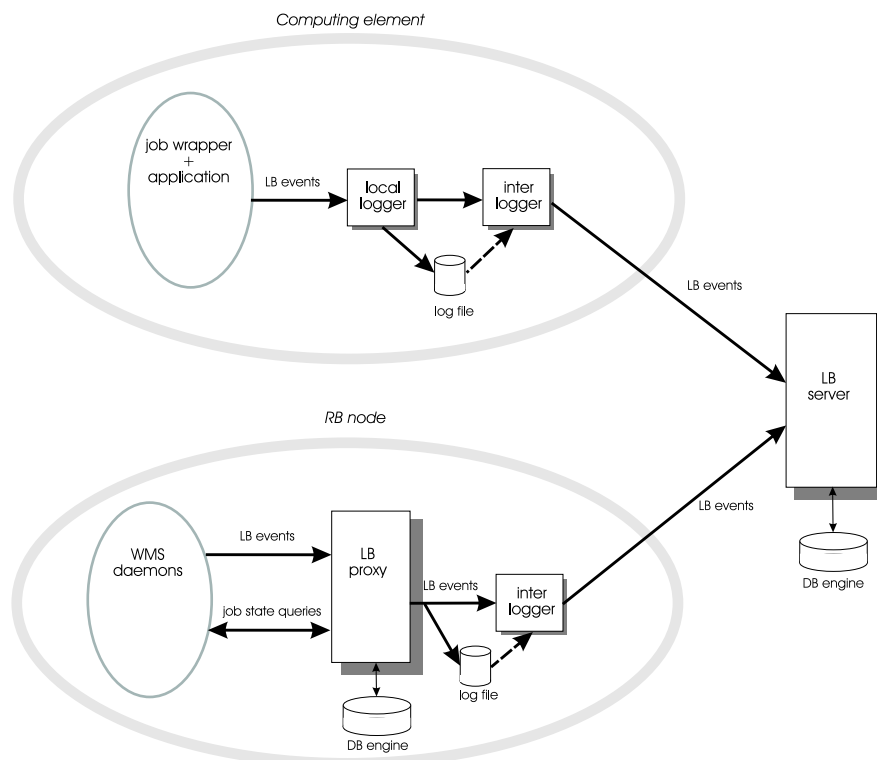 Computing element
job wrapper
+
application
LB events
local
logger
inter
logger
log file
LB events
LB
server
DB engine
RB node
WMS
daemons
LB events
job state queries
LB
proxy
LB events
inter
logger
log file
DB engine
LB events